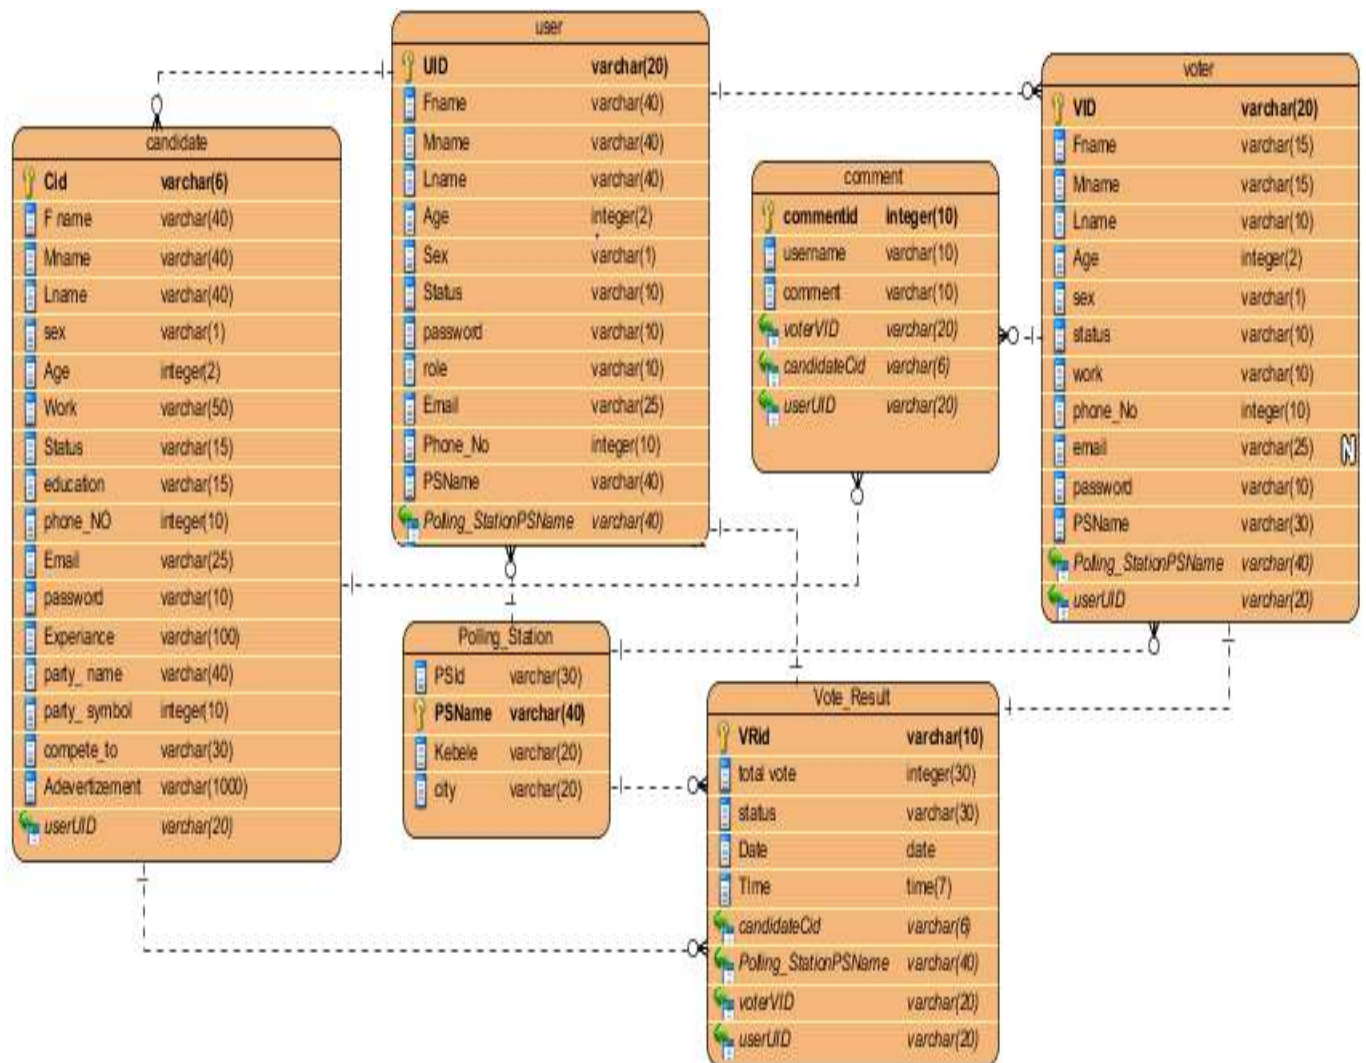 user
UID varchar(20)
Fname varchar(40)
Mname varchar(40)
Lname varchar(40)
Age integer(2)
Sex varchar(1)
Status varchar(10)
password varchar(10)
role varchar(10)
Email varchar(25)
Phone_No integer(10)
PSName varchar(40)
Polling_StationPSName varchar(40)
voter
VID varchar(20)
Fname varchar(15)
Mname varchar(15)
Lname varchar(10)
Age integer(2)
sex varchar(1)
status varchar(10)
work varchar(10)
phone_No integer(10)
email varchar(25) N
password varchar(10)
PSName varchar(30)
Polling_StationPSName varchar(40)
userUID varchar(20)
candidate
Cid varchar(6)
F name varchar(40)
Mname varchar(40)
Lname varchar(40)
sex varchar(1)
Age integer(2)
Work varchar(50)
Status varchar(15)
education varchar(15)
phone_NO integer(10)
Email varchar(25)
password varchar(10)
Experiance varchar(100)
party_ name varchar(40)
party_ symbol integer(10)
compete_to varchar(30)
Adevertizement varchar(1000)
userUID varchar(20)
comment
commentid integer(10)
username varchar(10)
comment varchar(10)
voterVID varchar(20)
candidateCid varchar(6)
userUID varchar(20)
Polling_Station
PSid varchar(30)
PSName varchar(40)
Kebele varchar(20)
city varchar(20)
Vote_Result
VRid varchar(10)
total vote integer(30)
status varchar(30)
Date date
TIme time(7)
candidateCid varchar(6)
Polling_StationPSName varchar(40)
voterVID varchar(20)
userUID varchar(20)